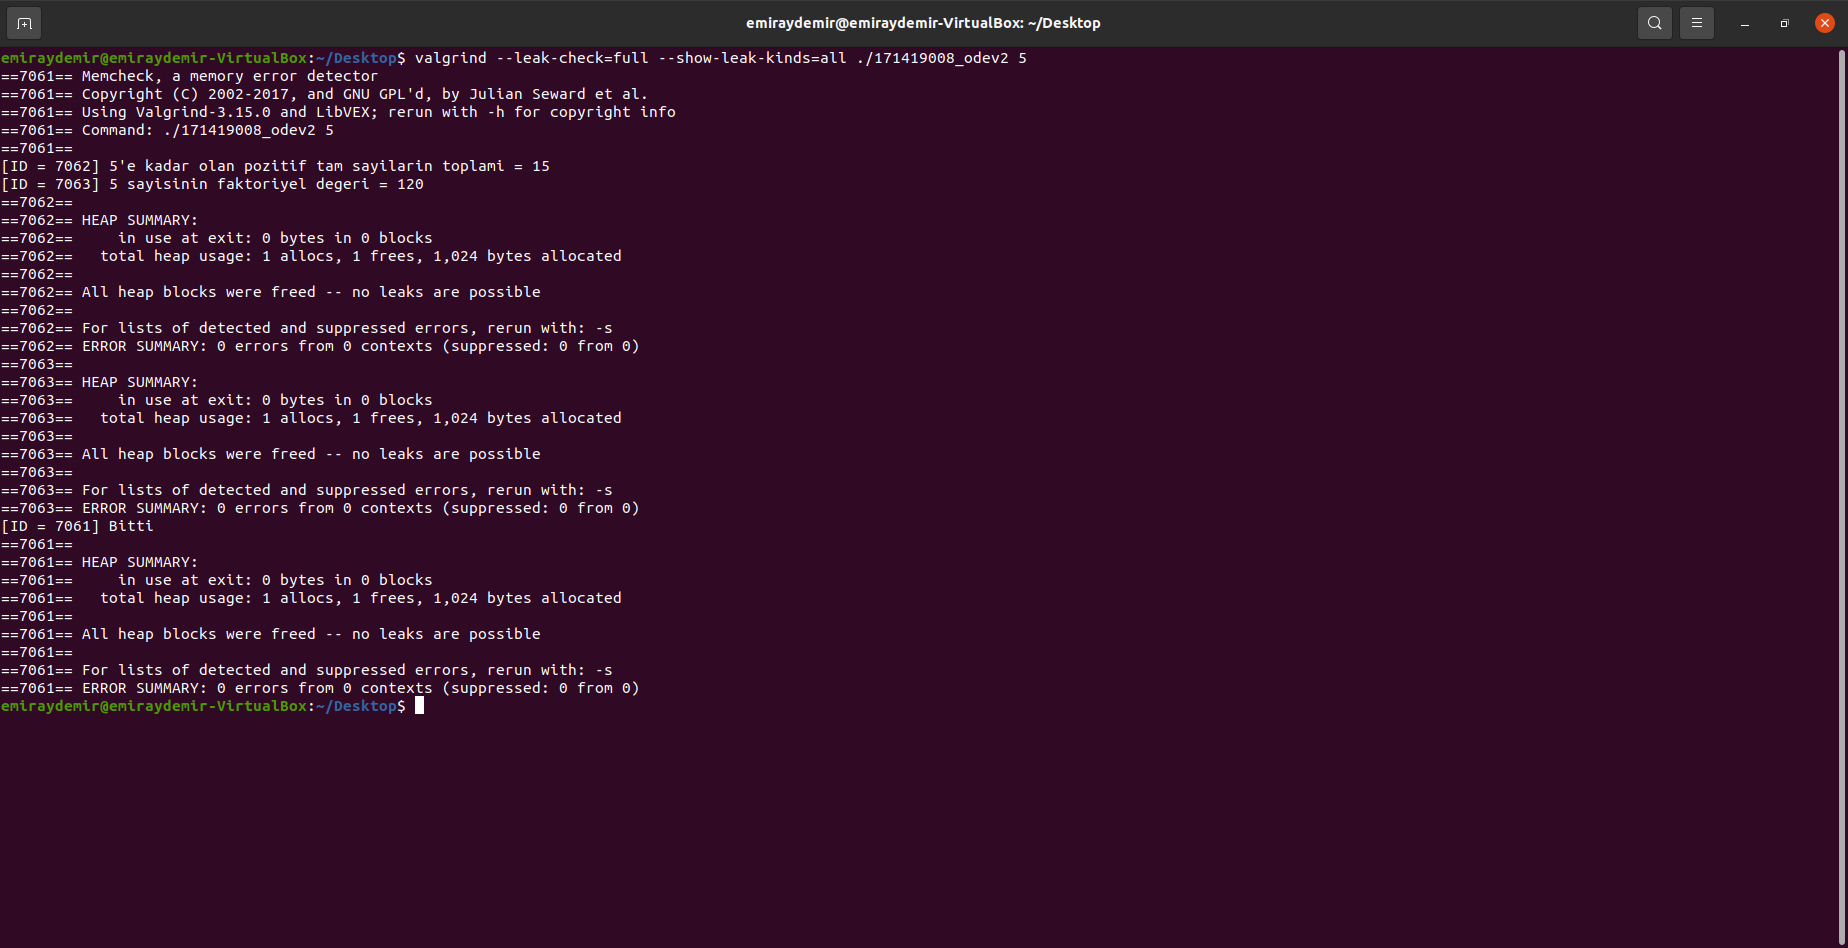 emiraydemir@emiraydemir-VirtualBox: ~/Desktop
emiraydemir@emiraydemir-VirtualBox:~/Desktop$ valgrind --leak-check=full --show-leak-kinds=all ./171419008_odev2 5
==7061== Memcheck, a memory error detector
==7061== Copyright (C) 2002-2017, and GNU GPL'd, by Julian Seward et al.
==7061== Using Valgrind-3.15.0 and LibVEX; rerun with -h for copyright info
==7061== Command: ./171419008_odev2 5
==7061==
[ID = 7062] 5'e kadar olan pozitif tam sayilarin toplami = 15
[ID = 7063] 5 sayisinin faktoriyel degeri = 120
==7062==
==7062== HEAP SUMMARY:
==7062==     in use at exit: 0 bytes in 0 blocks
==7062==   total heap usage: 1 allocs, 1 frees, 1,024 bytes allocated
==7062==
==7062== All heap blocks were freed -- no leaks are possible
==7062==
==7062== For lists of detected and suppressed errors, rerun with: -s
==7062== ERROR SUMMARY: 0 errors from 0 contexts (suppressed: 0 from 0)
==7063==
==7063== HEAP SUMMARY:
==7063==     in use at exit: 0 bytes in 0 blocks
==7063==   total heap usage: 1 allocs, 1 frees, 1,024 bytes allocated
==7063==
==7063== All heap blocks were freed -- no leaks are possible
==7063==
==7063== For lists of detected and suppressed errors, rerun with: -s
==7063== ERROR SUMMARY: 0 errors from 0 contexts (suppressed: 0 from 0)
[ID = 7061] Bitti
==7061==
==7061== HEAP SUMMARY:
==7061==     in use at exit: 0 bytes in 0 blocks
==7061==   total heap usage: 1 allocs, 1 frees, 1,024 bytes allocated
==7061==
==7061== All heap blocks were freed -- no leaks are possible
==7061==
==7061== For lists of detected and suppressed errors, rerun with: -s
==7061== ERROR SUMMARY: 0 errors from 0 contexts (suppressed: 0 from 0)
emiraydemir@emiraydemir-VirtualBox:~/Desktop$